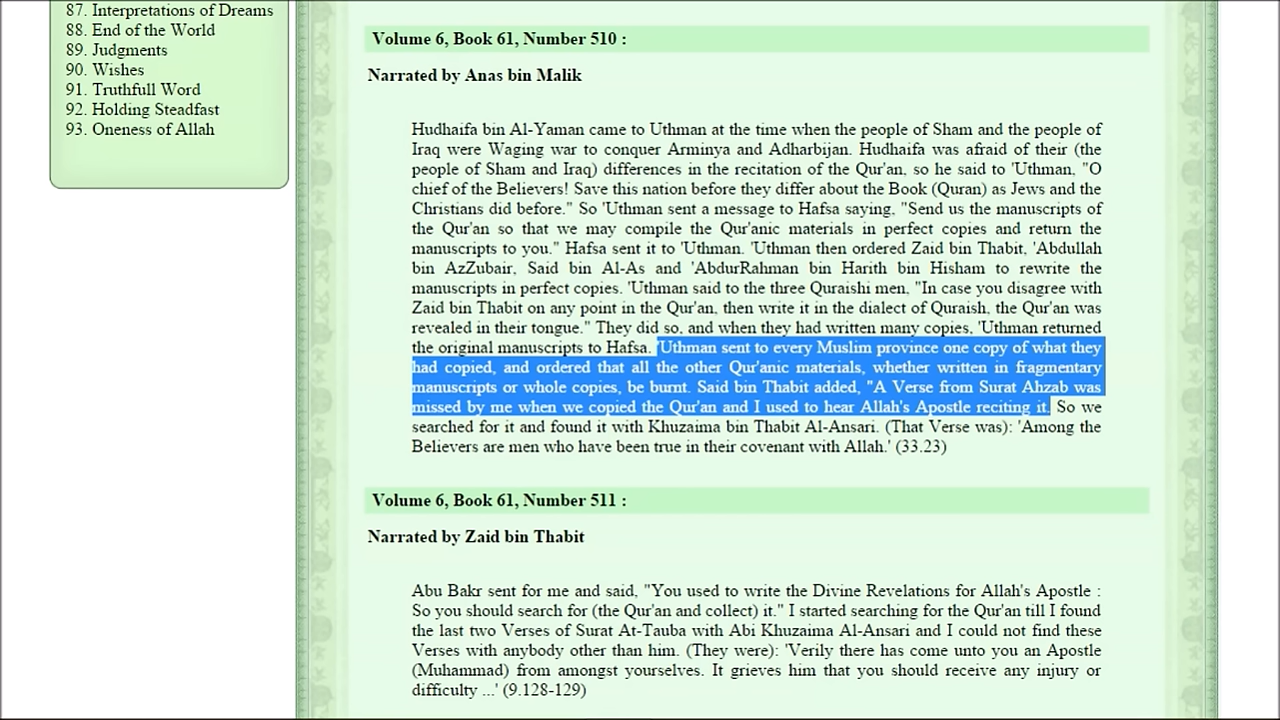 87. Interpretations of Dreams
88. End of the World
89. Judgments
90. Wishes
91. Truthfull Word
92. Holding Steadfast
93. Oneness of Allah
Volume 6, Book 61, Number 510 :
Narrated by Anas bin Malik
Hudhaifa bin Al-Yaman came to Uthman at the time when the people of Sham and the people of
Iraq were Waging war to conquer Arminya and Adharbijan. Hudhaifa was afraid of their (the
people of Sham and Iraq) differences in the recitation of the Qur'an, so he said to 'Uthman, "O
chief of the Believers! Save this nation before they differ about the Book (Quran) as Jews and the
Christians did before." So 'Uthman sent a message to Hafsa saying, "Send us the manuscripts of
the Qur'an so that we may compile the Qur'anic materials in perfect copies and return the
manuscripts to you." Hafsa sent it to 'Uthman. 'Uthman then ordered Zaid bin Thabit, 'Abdullah
bin AzZubair, Said bin Al-As and 'AbdurRahman bin Harith bin Hisham to rewrite the
manuscripts in perfect copies. 'Uthman said to the three Quraishi men, "In case you disagree with
Zaid bin Thabit on any point in the Qur'an, then write it in the dialect of Quraish, the Qur'an was
revealed in their tongue." They did so, and when they had written many copies, 'Uthman returned
the original manuscripts to Hafsa. 'Uthman sent to every Muslim province one copy of what they
had copied, and ordered that all the other Qur'anic materials, whether written in fragmentary
manuscripts or whole copies, be burnt. Said bin Thabit added, "A Verse from Surat Ahzab was
missed by me when we copied the Qur'an and I used to hear Allah's Apostle reciting it. So we
searched for it and found it with Khuzaima bin Thabit Al-Ansari. (That Verse was): 'Among the
Believers are men who have been true in their covenant with Allah.' (33.23)
Volume 6, Book 61, Number 511 :
Narrated by Zaid bin Thabit
Abu Bakr sent for me and said, "You used to write the Divine Revelations for Allah's Apostle :
So you should search for (the Qur'an and collect) it." I started searching for the Qur'an till I found
the last two Verses of Surat At-Tauba with Abi Khuzaima Al-Ansari and I could not find these
Verses with anybody other than him. (They were): 'Verily there has come unto you an Apostle
(Muhammad) from amongst yourselves. It grieves him that you should receive any injury or
difficulty ...' (9.128-129)